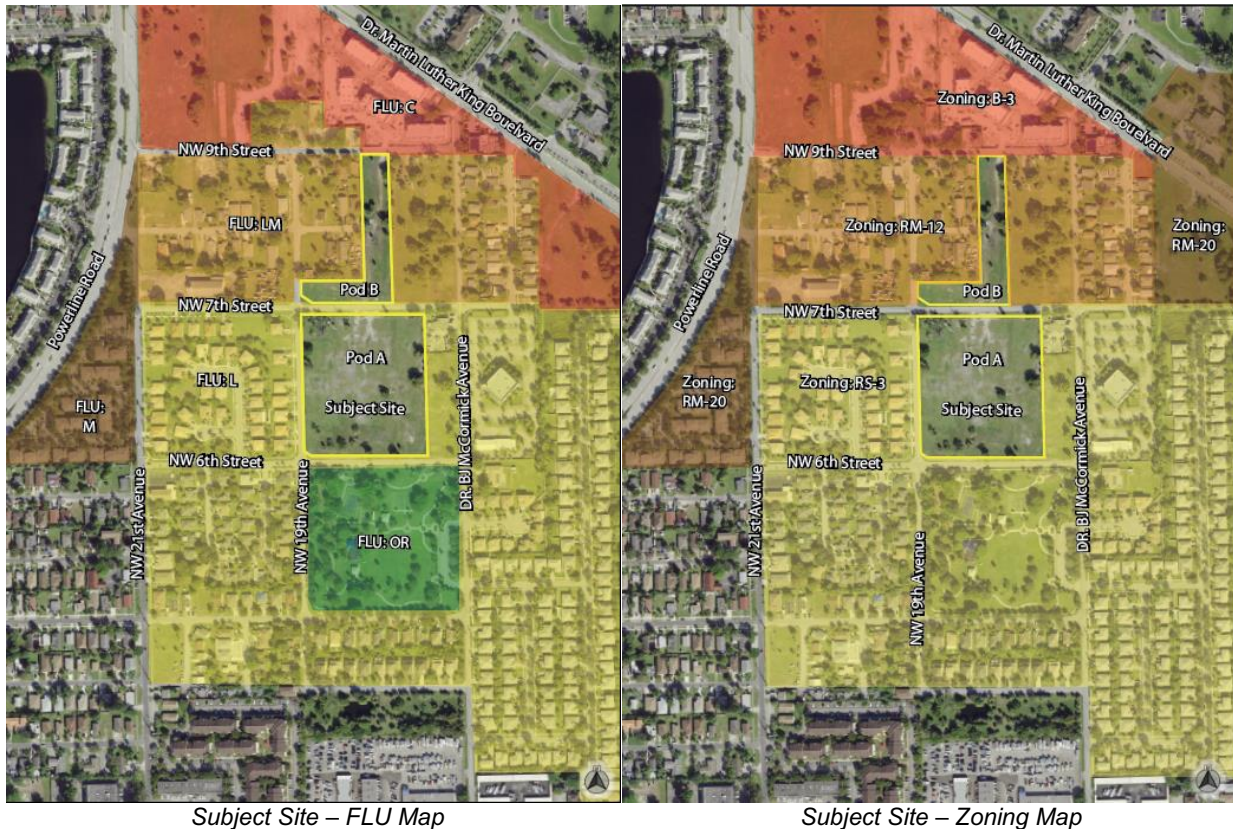 Dr. Martin Luther King Bouelvard
FLU: C
NW 9th Street
FLU: LM
Powerline Road
Pod B
NW 7th Street
Pod A
FLU: L
Subject Site
FLU:
M
DR. BJ McCormick Avenue
NW 6th Street
NW 21st Avenue
NW 19th Avenue
FLU: OR
Subject Site – FLU Map
Dr. Martin Luther King Bouelvard
Zoning: B-3
NW 9th Street
Zoning: RM-12
Zoning:
RM-20
Powerline Road
Pod B
NW 7th Street
Pod A
Zoning:
RM-20
Zoning: RS-3
Subject Site
DR. BJ McCormick Avenue
NW 6th Street
NW 21st Avenue
NW 19th Avenue
Subject Site – Zoning Map